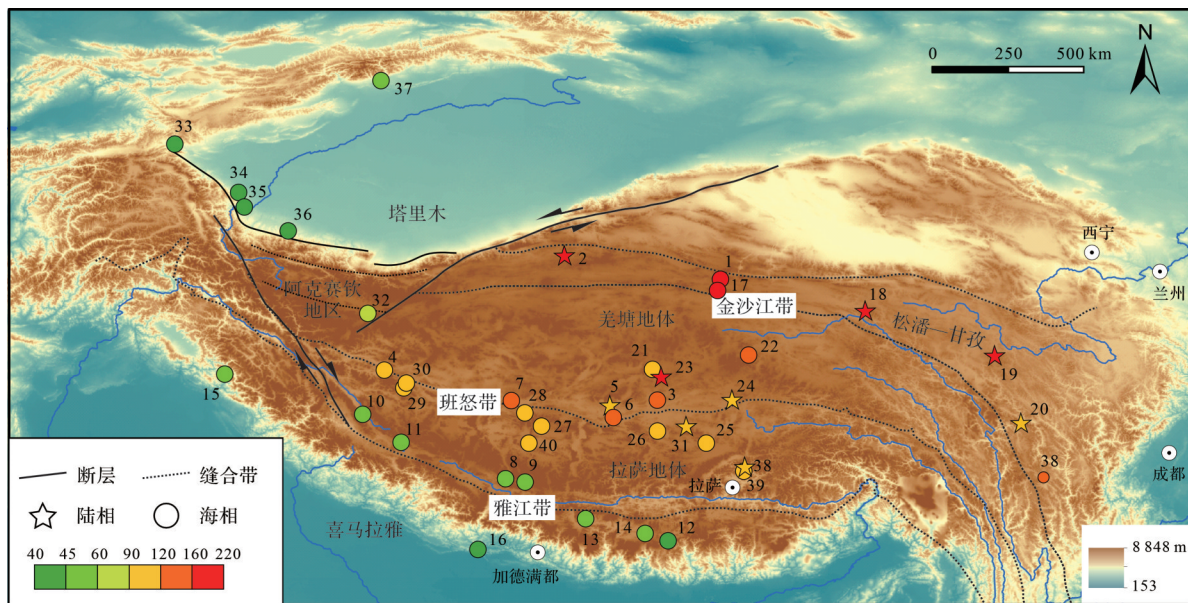 0 250 500 km
N
37
33
34
35
36
塔里木
2
1
17
金沙江带
西宁
兰州
阿克赛钦
地区
32
羌塘地体
18
松潘—甘孜
19
4
30
29
21
23
22
15
10
7
28
班怒带
27
5
6
3
24
20
11
40
26
31
25
38
成都
8
9
拉萨地体
38
39
拉萨
雅江带
喜马拉雅
13
14
12
16
加德满都
断层
缝合带
陆相
海相
40 45 60 90 120 160 220
8 848 m
153